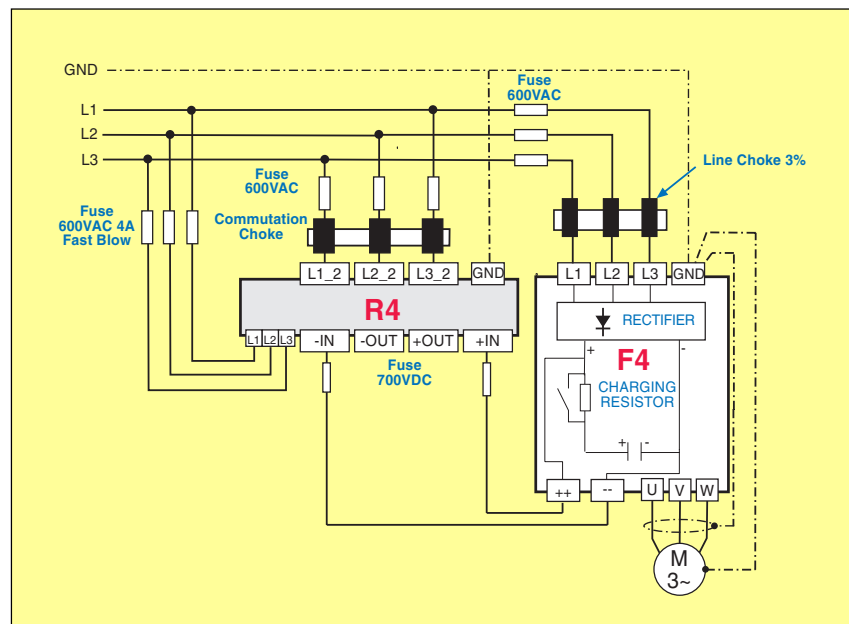 GND
Fuse
600VAC
L1
L2
L3
Line Choke 3%
Fuse
600VAC
Fuse
600VAC 4A
Fast Blow
Commutation
Choke
L1_2 L2_2 L3_2 GND
L1 L2 L3 GND
R4
RECTIFIER
L1 L2 L3 -IN -OUT +OUT +IN
Fuse
700VDC
+ -
F4
CHARGING
RESISTOR
+ -
++ -- U V W
M
3~